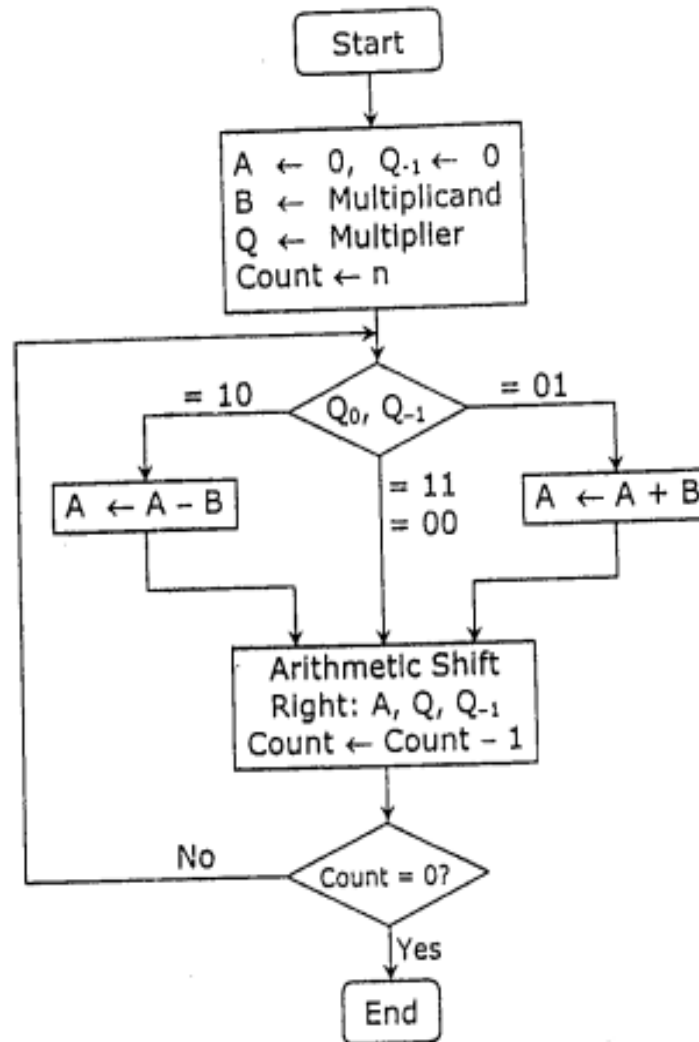 Start
A ← 0, Q₋₁ ← 0
B ← Multiplicand
Q ← Multiplier
Count ← n
= 10
Q₀, Q₋₁
= 01
A ← A – B
= 11
= 00
A ← A + B
Arithmetic Shift
Right: A, Q, Q₋₁
Count ← Count – 1
No
Count = 0?
Yes
End